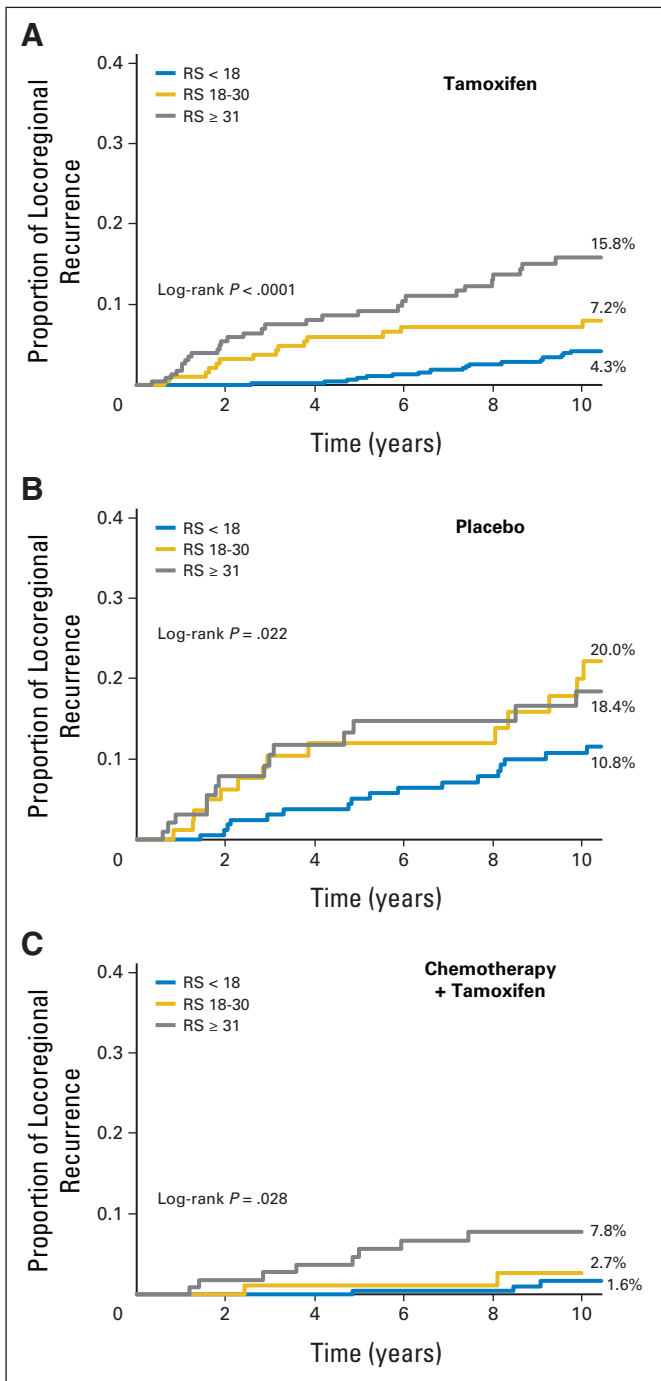 A
RS < 18
RS 18-30
RS ≥ 31
Tamoxifen
Proportion of Locoregional
Recurrence
0.4
0.3
0.2
0.1
Log-rank P < .0001
15.8%
7.2%
4.3%
0
2
4
6
8
10
Time (years)
B
RS < 18
RS 18-30
RS ≥ 31
Placebo
Proportion of Locoregional
Recurrence
0.4
0.3
0.2
0.1
Log-rank P = .022
20.0%
18.4%
10.8%
0
2
4
6
8
10
Time (years)
C
RS < 18
RS 18-30
RS ≥ 31
Chemotherapy
+ Tamoxifen
Proportion of Locoregional
Recurrence
0.4
0.3
0.2
0.1
Log-rank P = .028
7.8%
2.7%
1.6%
0
2
4
6
8
10
Time (years)